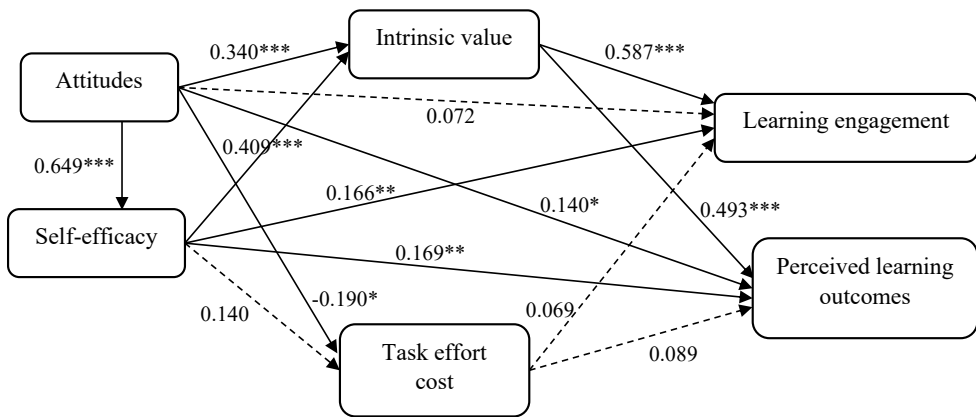 Intrinsic value
0.340***
0.587***
Attitudes
0.072
Learning engagement
0.409***
0.649***
0.166**
0.140*
0.493***
Self-efficacy
0.169**
Perceived learning
outcomes
-0.190*
0.069
0.140
Task effort
cost
0.089